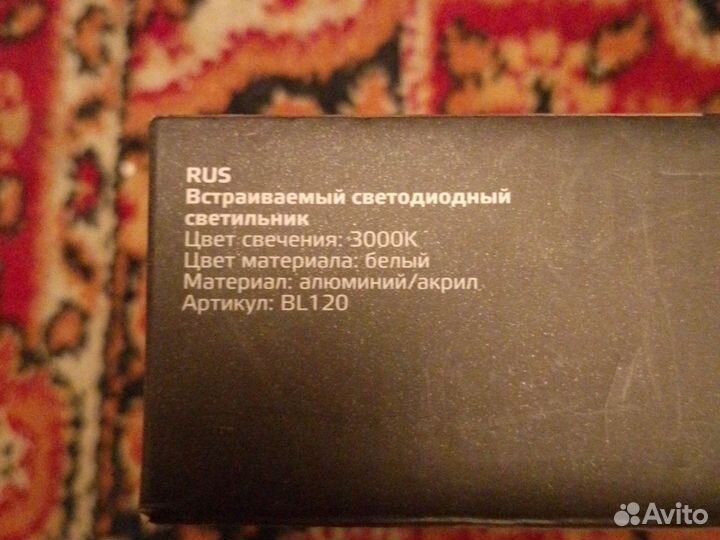 RUS
Встраиваемый светодиодный
светильник
Цвет свечения: 3000K
Цвет материала: белый
Материал: алюминий/акрил
Артикул: BL120
Avito